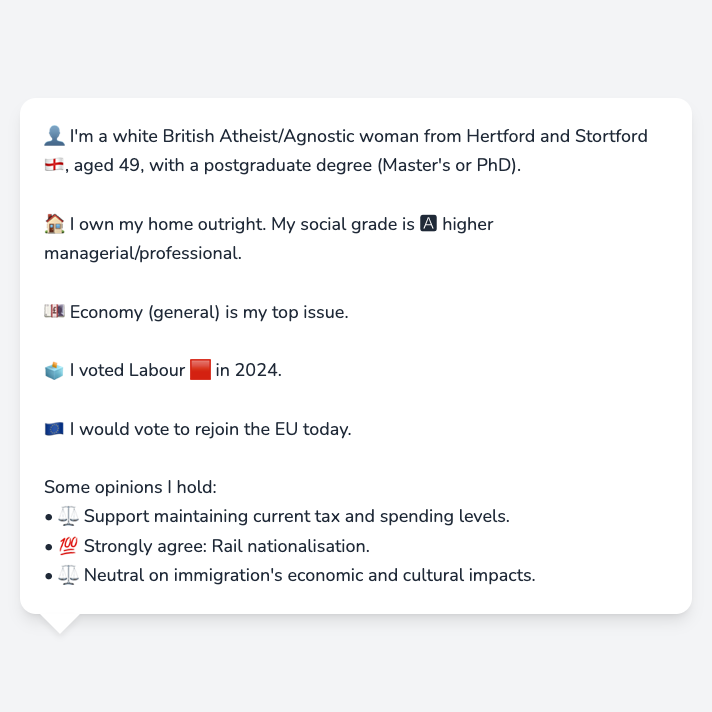 👤 I'm a white British Atheist/Agnostic woman from Hertford and Stortford
🏴󠁧󠁢󠁥󠁮󠁧󠁿, aged 49, with a postgraduate degree (Master's or PhD).
🏠 I own my home outright. My social grade is 🅰 higher
managerial/professional.
💷 Economy (general) is my top issue.
🗳️ I voted Labour 🟥 in 2024.
🇪🇺 I would vote to rejoin the EU today.
Some opinions I hold:
• ⚖️ Support maintaining current tax and spending levels.
• 💯 Strongly agree: Rail nationalisation.
• ⚖️ Neutral on immigration's economic and cultural impacts.